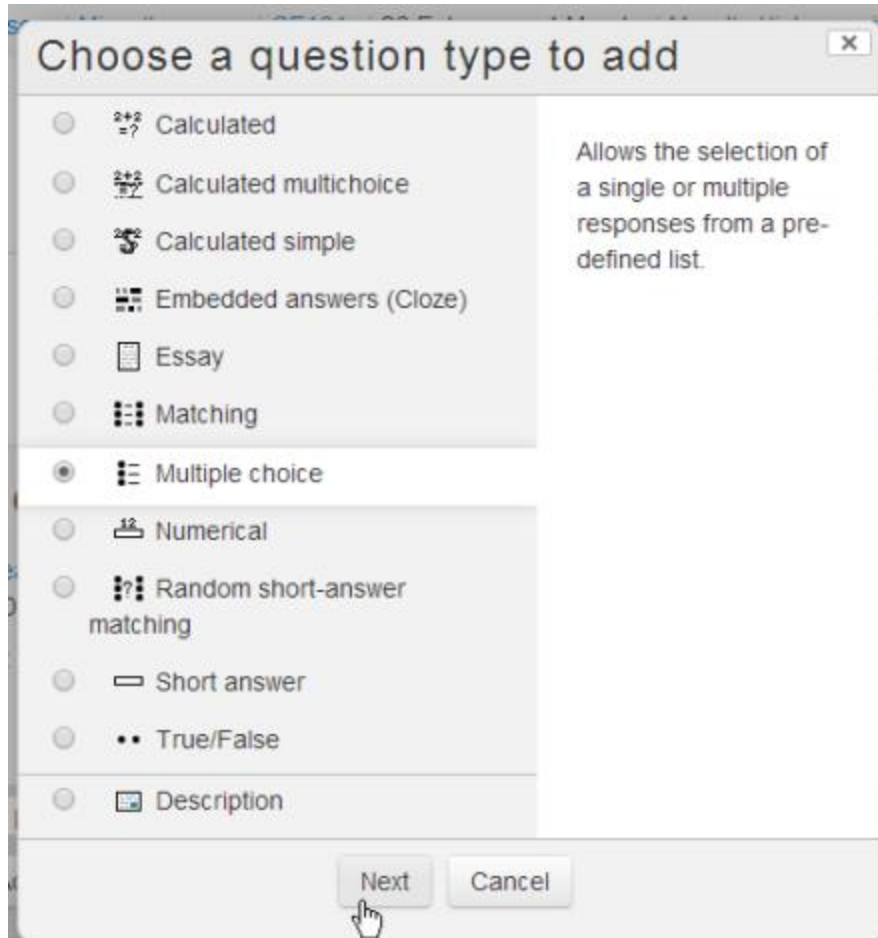 Choose a question type to add
Calculated
Calculated multichoice
Calculated simple
Embedded answers (Cloze)
Essay
Matching
Multiple choice
Numerical
Random short-answer
matching
Short answer
True/False
Description
Allows the selection of
a single or multiple
responses from a pre-
defined list.
Next
Cancel